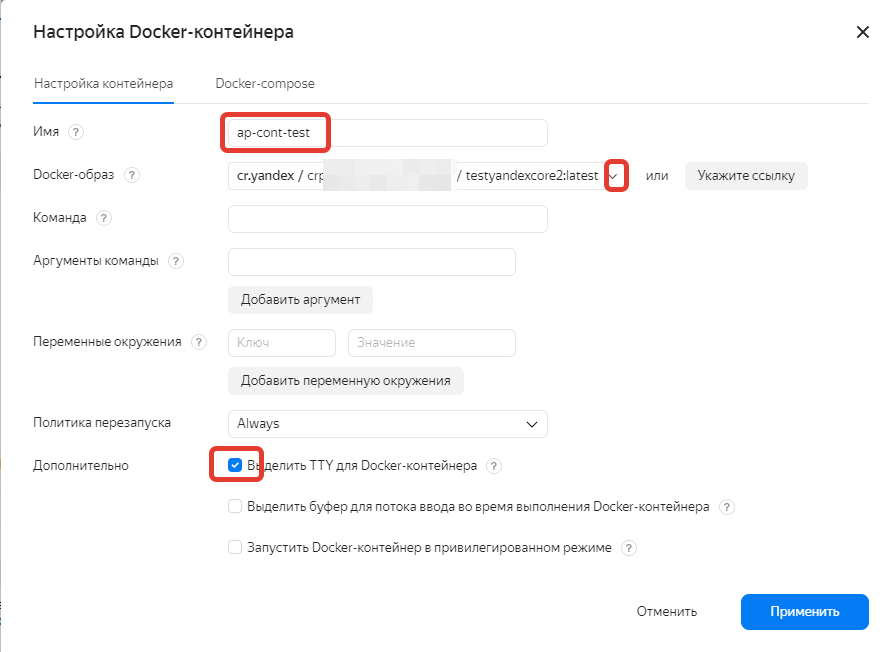 Настройка Docker-контейнера
Настройка контейнера Docker-compose
Имя ? ap-cont-test
Docker-образ ? cr.yandex / crp / testyandexcore2:latest или Укажите ссылку
Команда ?
Аргументы команды ?
Добавить аргумент
Переменные окружения ? Ключ Значение
Добавить переменную окружения
Политика перезапуска Always
Дополнительно Выделить TTY для Docker-контейнера ?
Выделить буфер для потока ввода во время выполнения Docker-контейнера ?
Запустить Docker-контейнер в привилегированном режиме ?
Отменить Применить